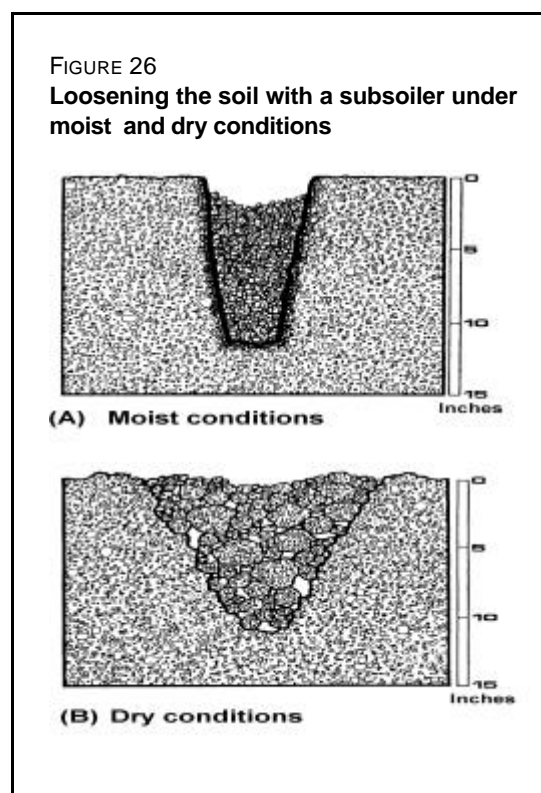 FIGURE 26
Loosening the soil with a subsoiler under
moist and dry conditions
0
5
10
15
Inches
(A) Moist conditions
0
5
10
15
Inches
(B) Dry conditions